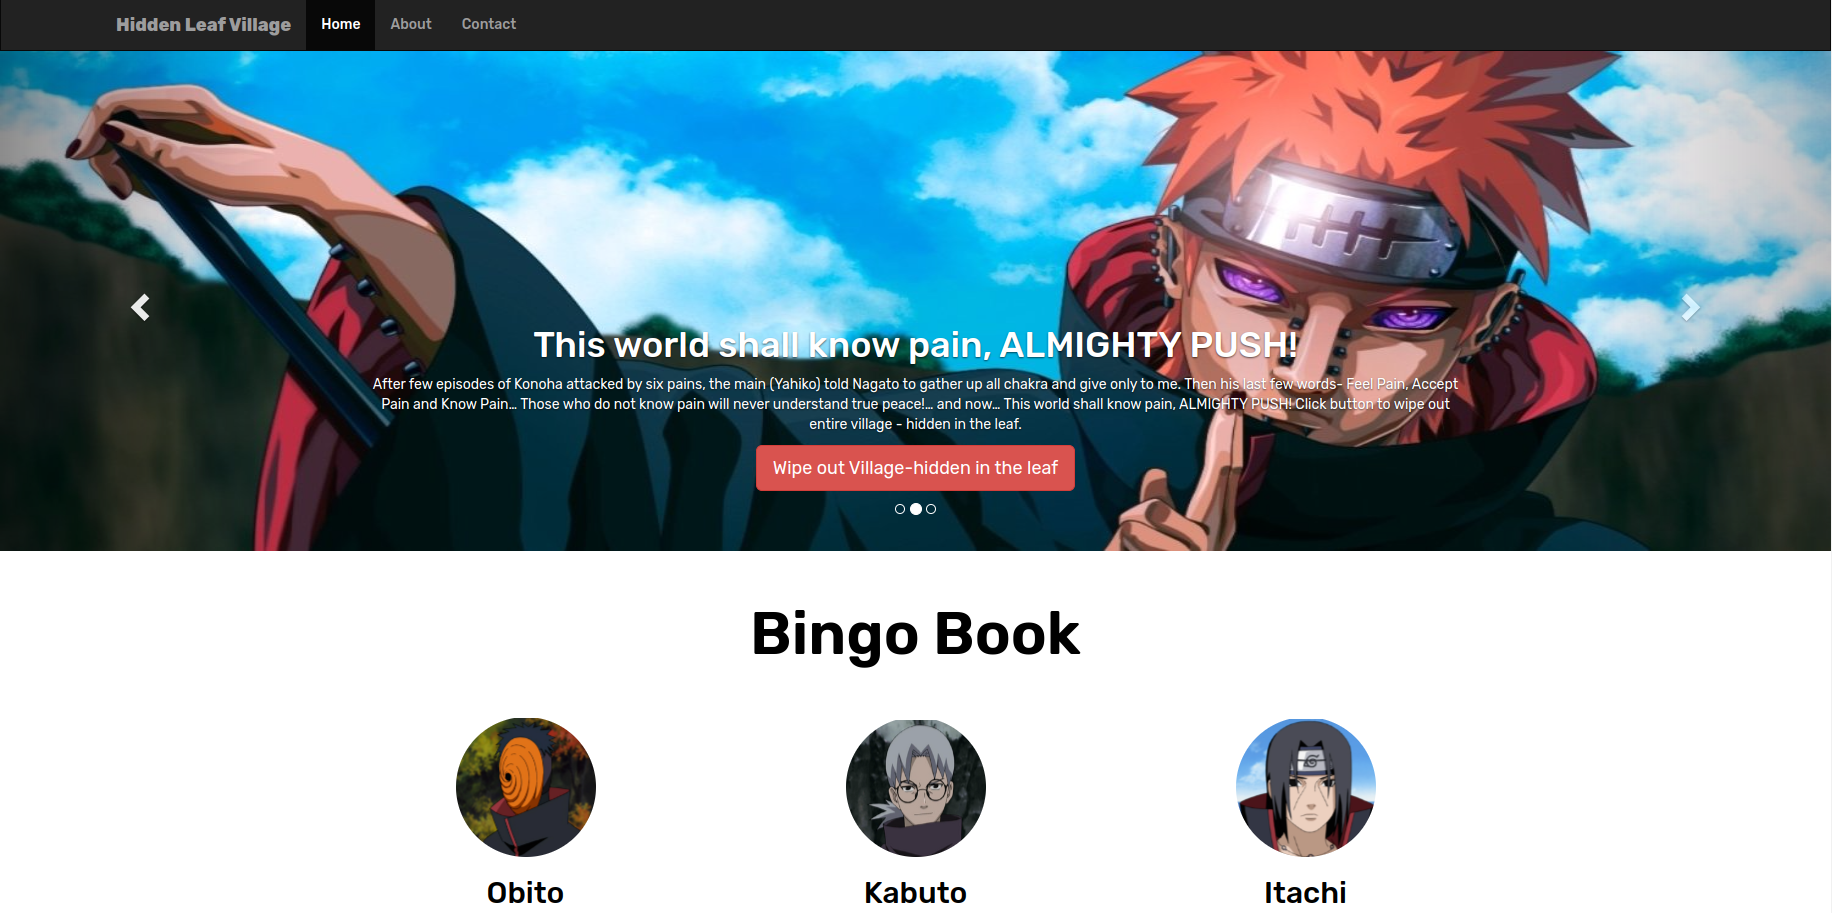 Hidden Leaf Village Home About Contact
This world shall know pain, ALMIGHTY PUSH!
After few episodes of Konoha attacked by six pains, the main (Yahiko) told Nagato to gather up all chakra and give only to me. Then his last few words- Feel Pain, Accept
Pain and Know Pain... Those who do not know pain will never understand true peace!... and now... This world shall know pain, ALMIGHTY PUSH! Click button to wipe out
entire village - hidden in the leaf.
Wipe out Village-hidden in the leaf
Bingo Book
Obito Kabuto Itachi